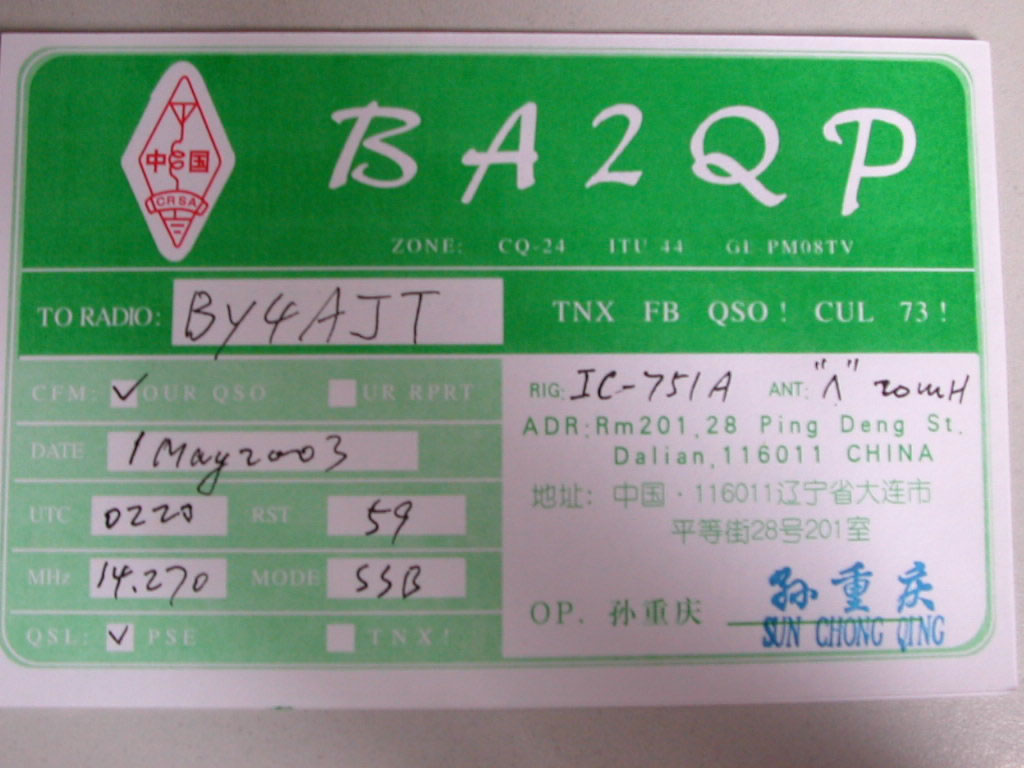 中国
CRSA
BA2QP
ZONE: CQ-24 ITU 44 GL PM08TV
TO RADIO: BY4AJT
TNX FB QSO! CUL 73!
CFM: ✓ OUR QSO UR RPRT
DATE 1 May 2003
UTC 0220 RST 59
MHz 14.270 MODE SSB
QSL: ✓ PSE TNX!
RIG: IC-751A ANT: "Λ" 20mH
ADR:Rm201,28 Ping Deng St.
Dalian,116011 CHINA
地址：中国·116011辽宁省大连市
平等街28号201室
OP. 孙重庆
孙重庆
SUN CHONG QING